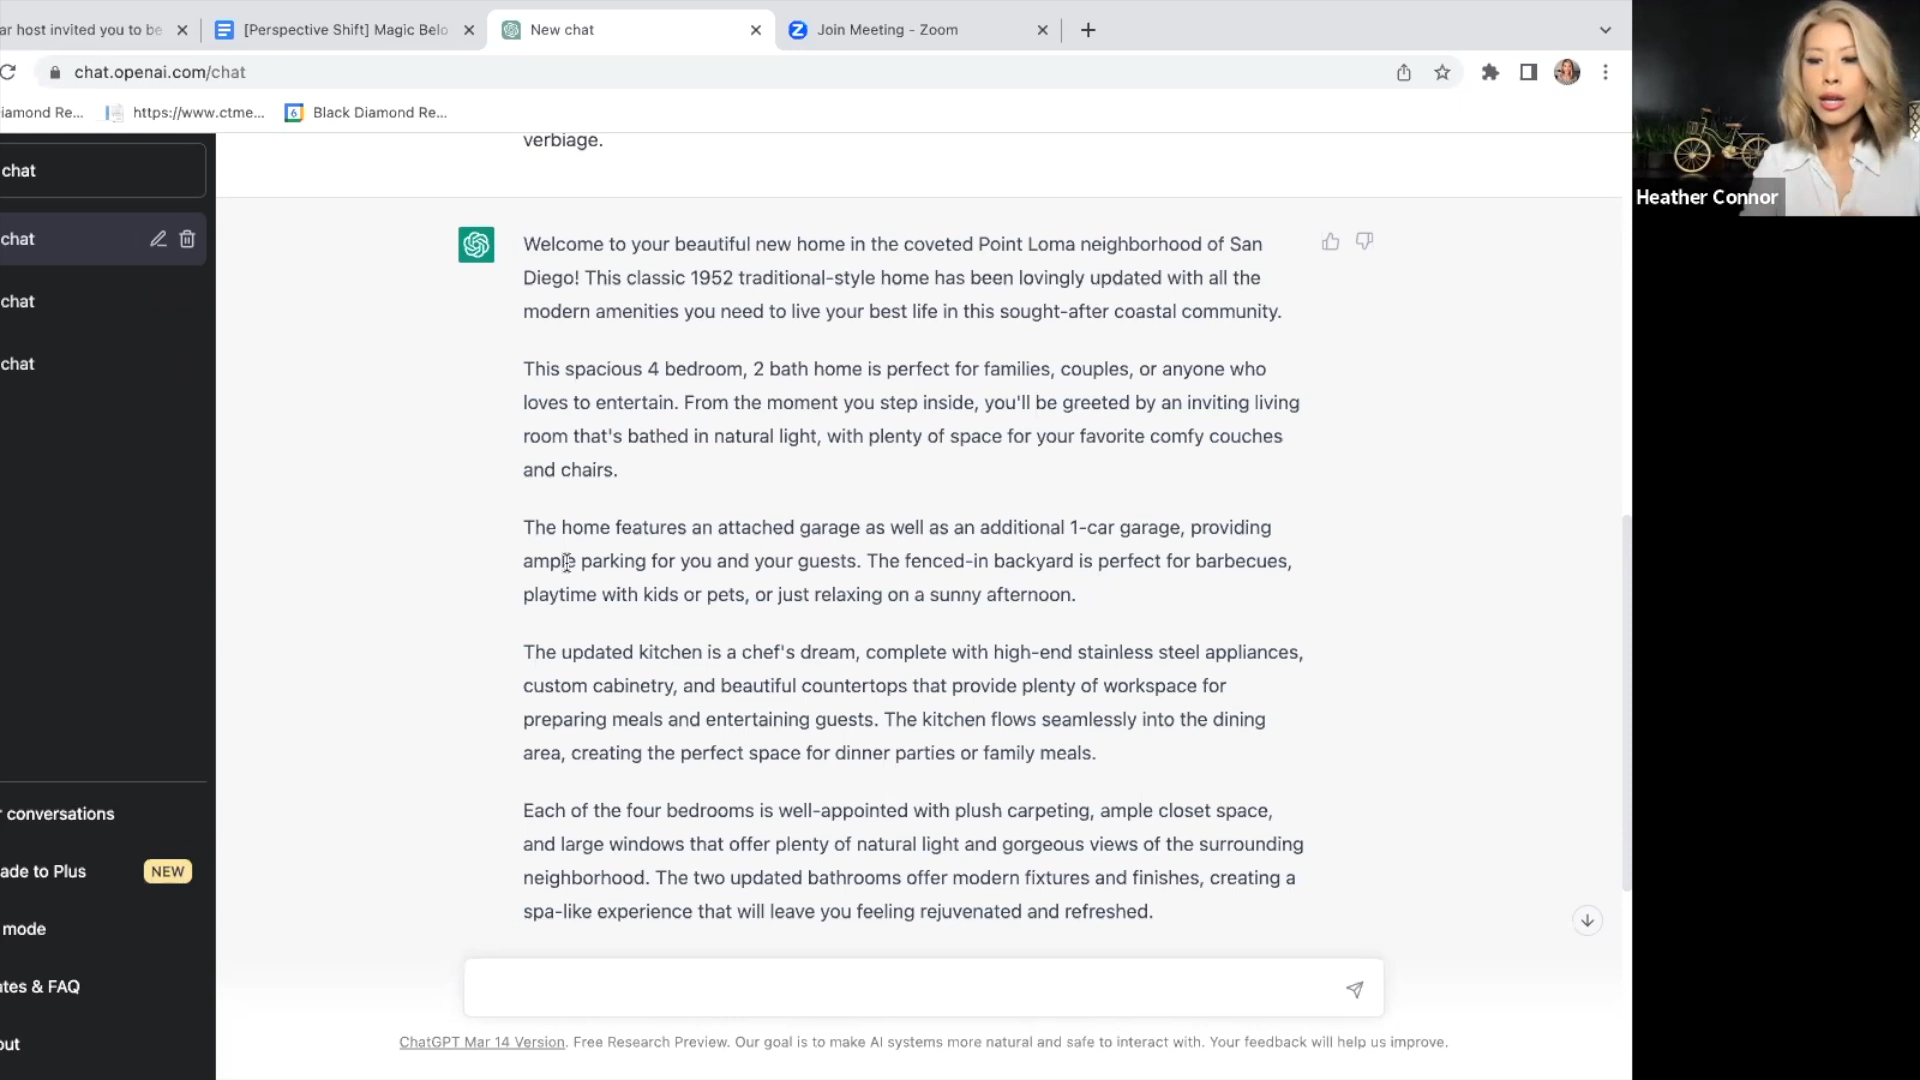 ar host invited you to be
[Perspective Shift] Magic Belo
New chat
Join Meeting - Zoom
chat.openai.com/chat
iamond Re...
https://www.ctme...
6
Black Diamond Re...
Heather Connor
chat
chat
chat
chat
r conversations
ade to Plus
NEW
mode
ates & FAQ
out
verbiage.
Welcome to your beautiful new home in the coveted Point Loma neighborhood of San
Diego! This classic 1952 traditional-style home has been lovingly updated with all the
modern amenities you need to live your best life in this sought-after coastal community.
This spacious 4 bedroom, 2 bath home is perfect for families, couples, or anyone who
loves to entertain. From the moment you step inside, you'll be greeted by an inviting living
room that's bathed in natural light, with plenty of space for your favorite comfy couches
and chairs.
The home features an attached garage as well as an additional 1-car garage, providing
ample parking for you and your guests. The fenced-in backyard is perfect for barbecues,
playtime with kids or pets, or just relaxing on a sunny afternoon.
The updated kitchen is a chef's dream, complete with high-end stainless steel appliances,
custom cabinetry, and beautiful countertops that provide plenty of workspace for
preparing meals and entertaining guests. The kitchen flows seamlessly into the dining
area, creating the perfect space for dinner parties or family meals.
Each of the four bedrooms is well-appointed with plush carpeting, ample closet space,
and large windows that offer plenty of natural light and gorgeous views of the surrounding
neighborhood. The two updated bathrooms offer modern fixtures and finishes, creating a
spa-like experience that will leave you feeling rejuvenated and refreshed.
ChatGPT Mar 14 Version. Free Research Preview. Our goal is to make AI systems more natural and safe to interact with. Your feedback will help us improve.